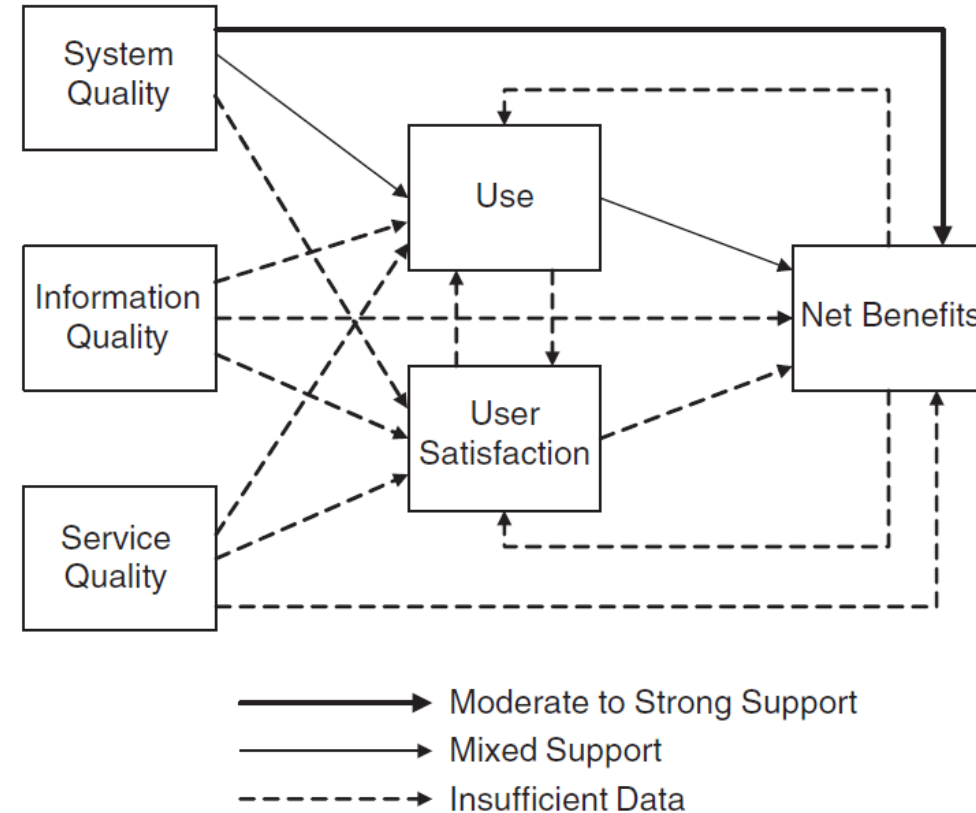 System
Quality
Use
Information
Quality
Net Benefits
User
Satisfaction
Service
Quality
Moderate to Strong Support
Mixed Support
Insufficient Data